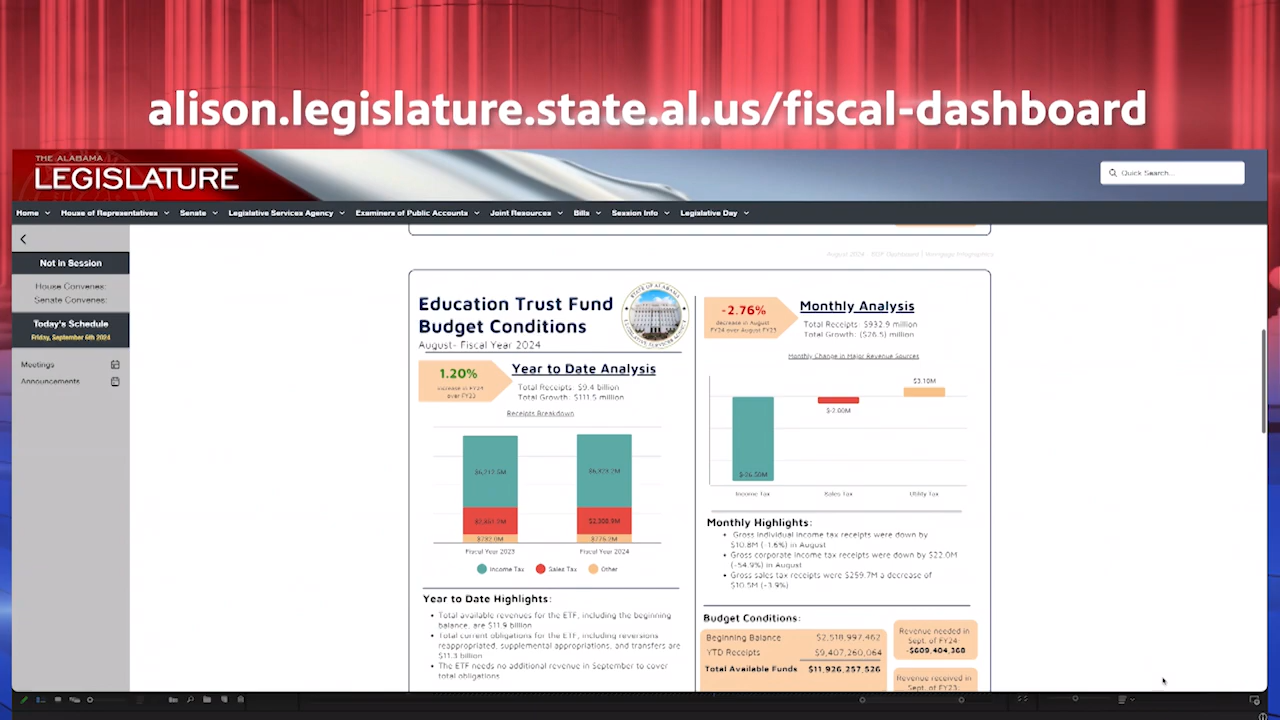 alison.legislature.state.al.us/fiscal-dashboard
THE ALABAMA
LEGISLATURE
Quick Search...
Home House of Representatives Senate Legislative Services Agency Examiners of Public Accounts Joint Resources Bills Session Info Legislative Day
Not in Session
House Convenes:
Senate Convenes:
Today's Schedule
Friday, September 6th 2024
Meetings
Announcements
Education Trust Fund
Budget Conditions
August- Fiscal Year 2024
1.20%
increase in FY24
over FY23
Year to Date Analysis
Total Receipts: $9.4 billion
Total Growth: $111.5 million
Receipts Breakdown
Fiscal Year 2023
Fiscal Year 2024
Income Tax Sales Tax Other
Year to Date Highlights:
• Total available revenues for the ETF, including the beginning
balance, are $11.9 billion
• Total current obligations for the ETF, including reversions
reappropriated, supplemental appropriations, and transfers are
$11.3 billion
• The ETF needs no additional revenue in September to cover
total obligations
-2.76%
decrease in August
FY24 over August FY23
Monthly Analysis
Total Receipts: $932.9 million
Total Growth: ($26.5) million
Monthly Change in Major Revenue Sources
$3.10M
Income Tax
Sales Tax
Utility Tax
Monthly Highlights:
• Gross individual income tax receipts were down by
$10.8M (-1.6%) in August
• Gross corporate income tax receipts were down by $22.0M
(-54.9%) in August
• Gross sales tax receipts were $259.7M a decrease of
$10.5M (-3.9%)
Budget Conditions:
Beginning Balance 2,518,997,462
YTD Receipts $9,407,260,064
Total Available Funds $11,926,257,526
Revenue needed in
Sept. of FY24
-$609,404,360
Revenue received in
Sept. of FY23: